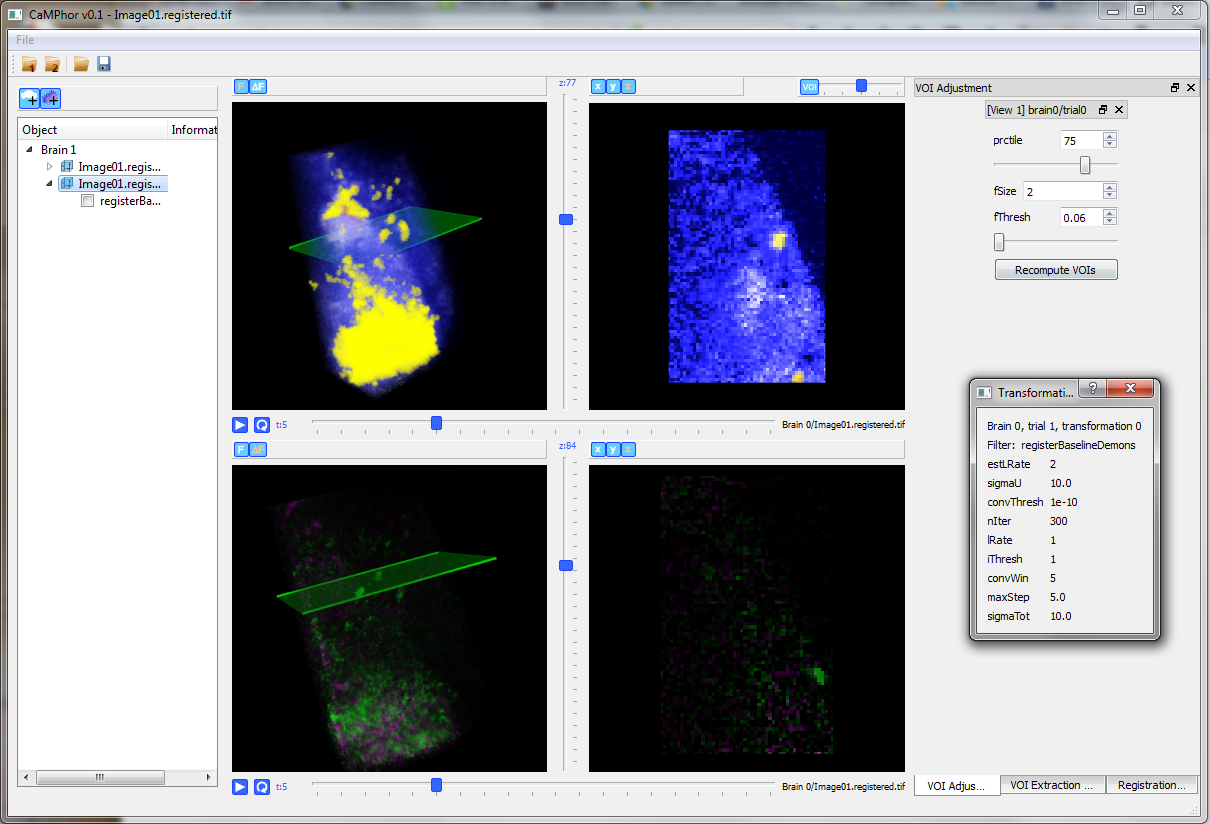 CaMPhor v0.1 - Image01.registered.tif
File
1 2
Object Informat
Brain 1
Image01.regis...
Image01.regis...
registerBa...
F ΔF
z:77
x y z
VOI
t:5
Brain 0/Image01.registered.tif
F ΔF
z:84
x y z
t:5
Brain 0/Image01.registered.tif
VOI Adjustment
[View 1] brain0/trial0
prctile 75
fSize 2
fThresh 0.06
Recompute VOIs
Transformati... ?
Brain 0, trial 1, transformation 0
Filter: registerBaselineDemons
estLRate 2
sigmaU 10.0
convThresh 1e-10
nIter 300
lRate 1
iThresh 1
convWin 5
maxStep 5.0
sigmaTot 10.0
VOI Adjus... VOI Extraction ... Registration...